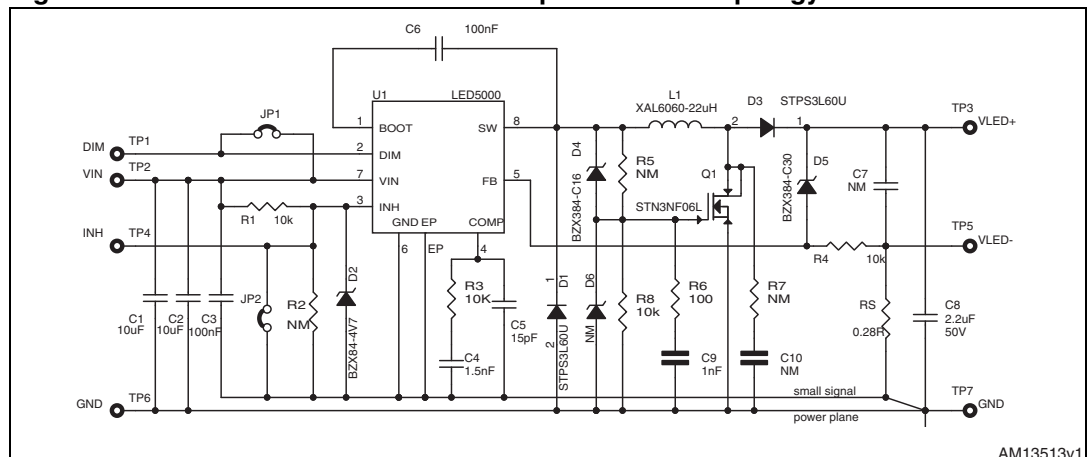 C6 100nF
U1 LED5000
JP1
1 BOOT SW 8
DIM TP1 2 DIM
VIN TP2 7 VIN FB 5
3 INH
GND EP COMP
6 EP 4
R1 10k
INH TP4
JP2
R2
NM
D2
BZX84-4V7
C1
10uF
C2
10uF
C3
100nF
R3
10K
C4
1.5nF
C5
15pF
1 D1
2 STPS3L60U
D4
BZX384-C16
R5
NM
L1
XAL6060-22uH
2 D3 STPS3L60U 1
TP3
VLED+
Q1
STN3NF06L
D5
BZX384-C30
C7
NM
D6
NM
R8
10k
R6
100
R7
NM
C9
1nF
C10
NM
R4 10k
TP5
VLED-
RS
0.28R
C8
2.2uF
50V
small signal
power plane
GND TP6
TP7
GND
AM13513v1